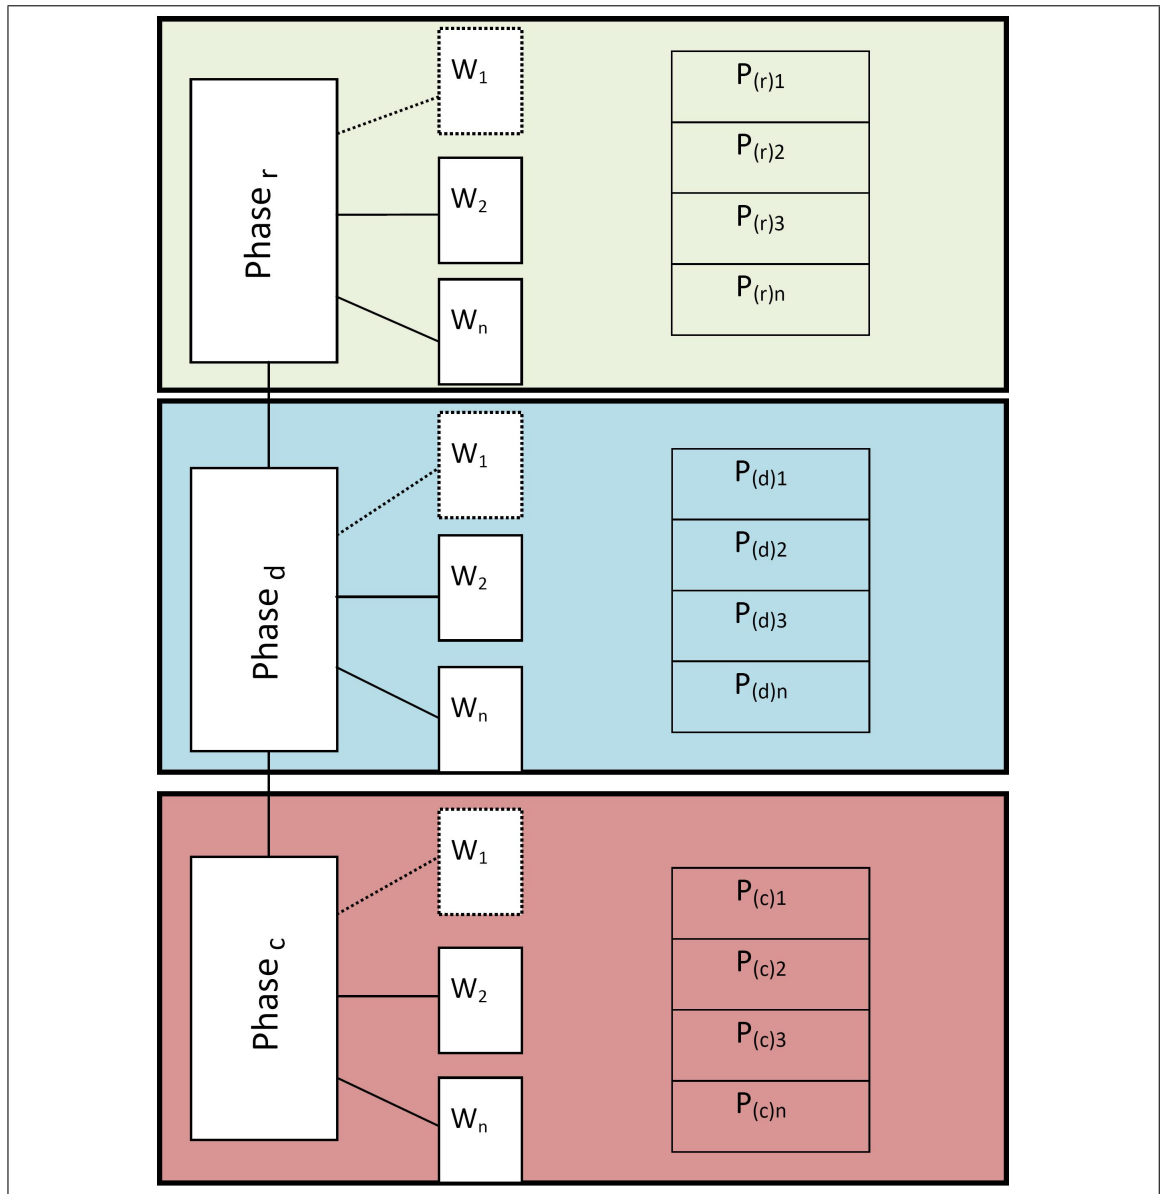 Phase r
W1
W2
Wn
P(r)1
P(r)2
P(r)3
P(r)n
Phase d
W1
W2
Wn
P(d)1
P(d)2
P(d)3
P(d)n
Phase c
W1
W2
Wn
P(c)1
P(c)2
P(c)3
P(c)n